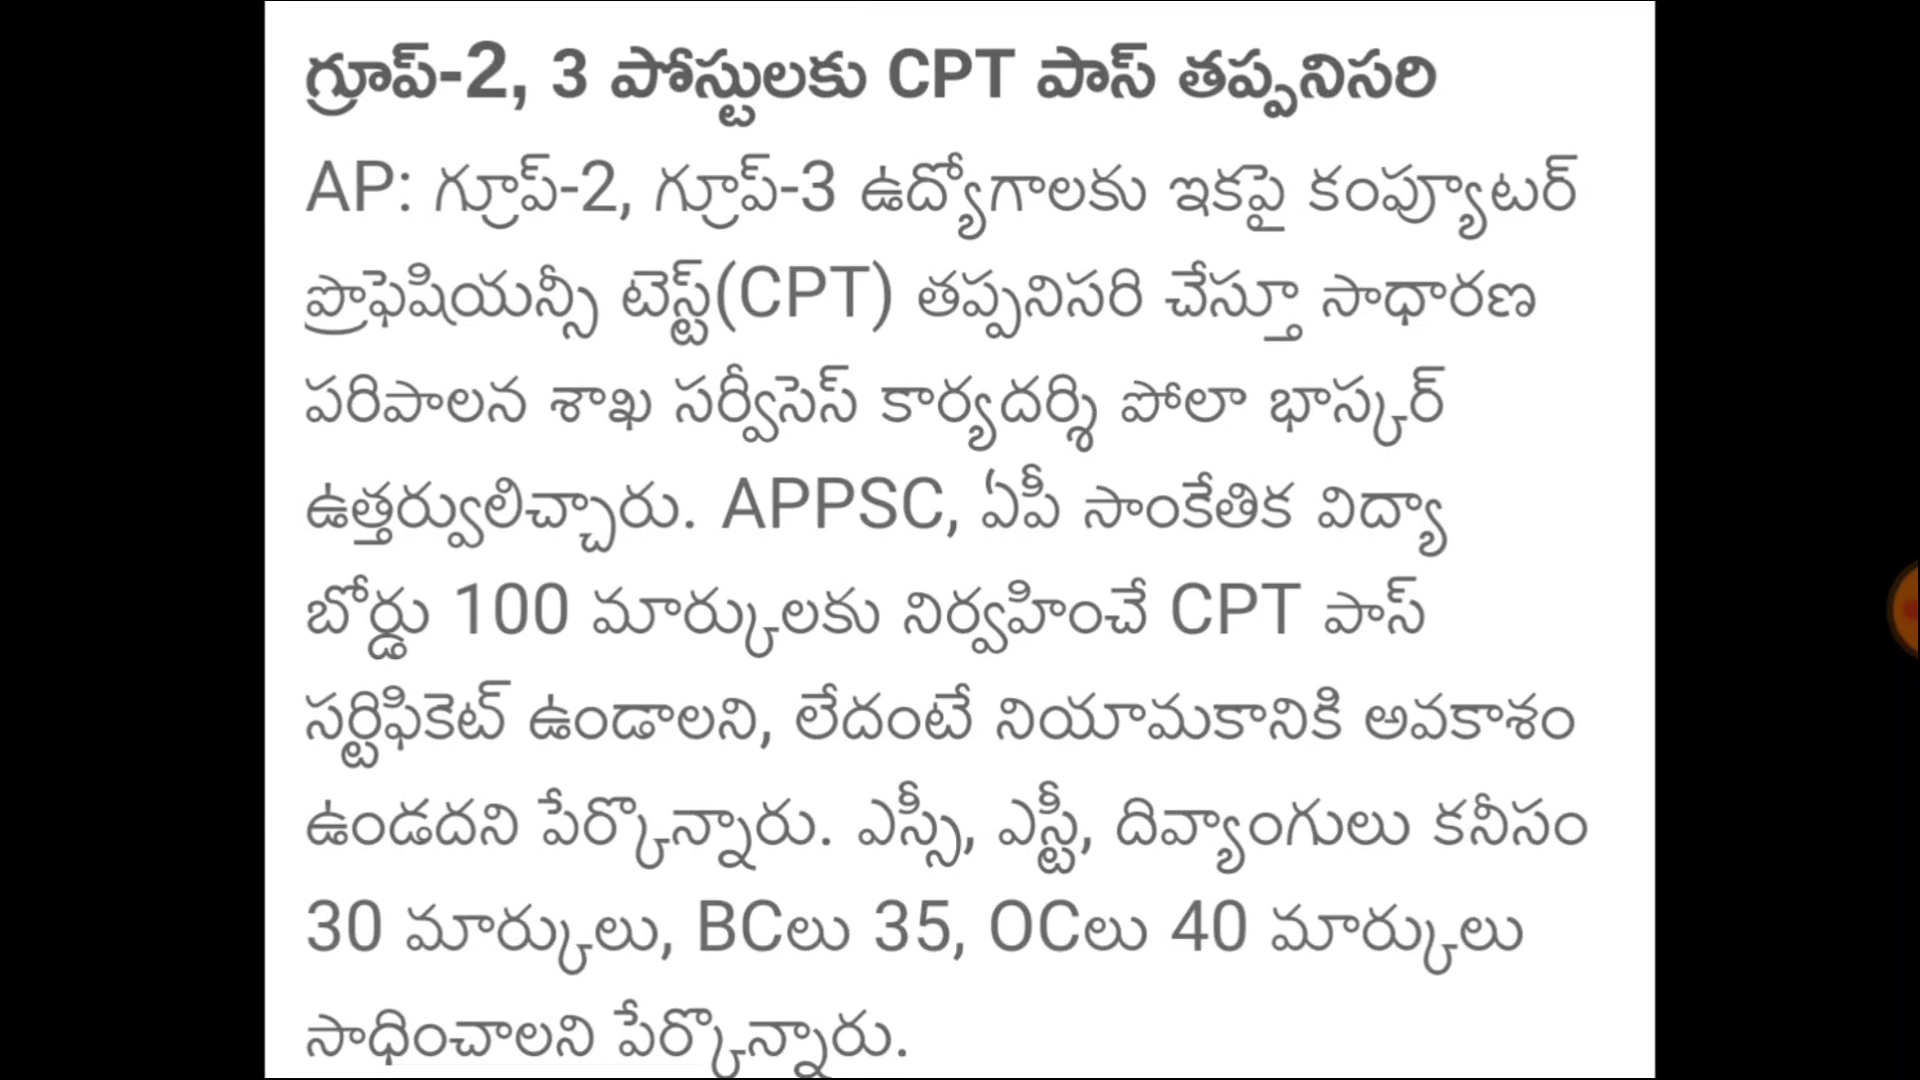 గ్రూప్-2, 3 పోస్టులకు CPT పాస్ తప్పనిసరి
AP: గ్రూప్-2, గ్రూప్-3 ఉద్యోగాలకు ఇకపై కంప్యూటర్
ప్రొఫెషియన్సీ టెస్ట్(CPT) తప్పనిసరి చేస్తూ సాధారణ
పరిపాలన శాఖ సర్వీసెస్ కార్యదర్శి పోలా భాస్కర్
ఉత్తర్వులిచ్చారు. APPSC, ఏపీ సాంకేతిక విద్యా
బోర్డు 100 మార్కులకు నిర్వహించే CPT పాస్
సర్టిఫికెట్ ఉండాలని, లేదంటే నియామకానికి అవకాశం
ఉండదని పేర్కొన్నారు. ఎస్సీ, ఎస్టీ, దివ్యాంగులు కనీసం
30 మార్కులు, BCలు 35, OCలు 40 మార్కులు
సాధించాలని పేర్కొన్నారు.